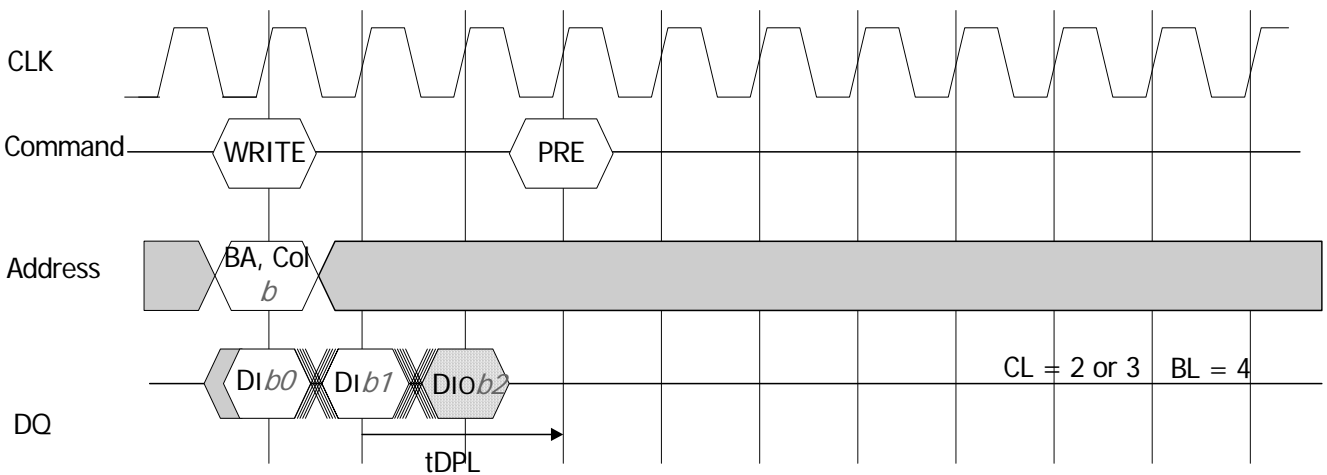 CLK
Command
WRITE
PRE
Address
BA, Col
b
DIb0
DIb1
DIOb2
CL = 2 or 3
BL = 4
DQ
tDPL